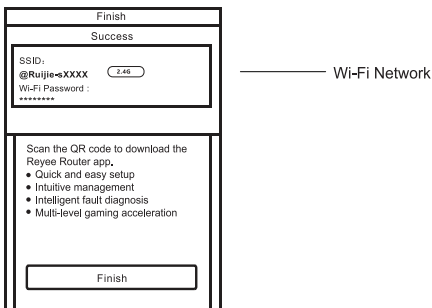 Finish
Success
SSID:
@Ruijie-sXXXX 2.4G
Wi-Fi Password :
********
Wi-Fi Network
Scan the QR code to download the
Reyee Router app.
• Quick and easy setup
• Intuitive management
• Intelligent fault diagnosis
• Multi-level gaming acceleration
Finish